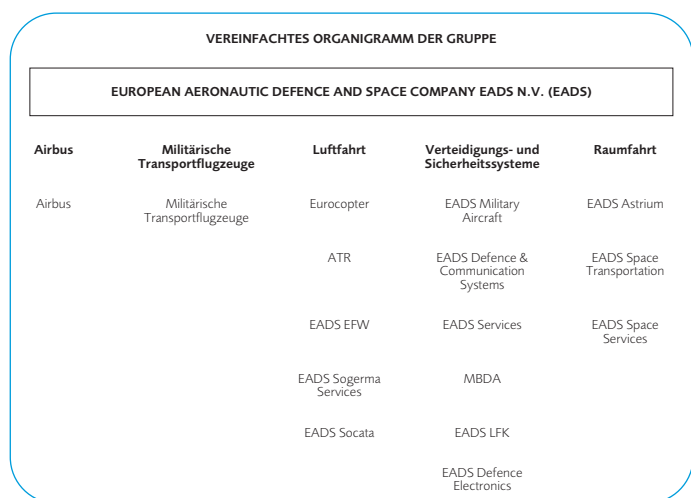 VEREINFACHTES ORGANIGRAMM DER GRUPPE
EUROPEAN AERONAUTIC DEFENCE AND SPACE COMPANY EADS N.V. (EADS)
Airbus
Militärische
Transportflugzeuge
Luftfahrt
Verteidigungs- und
Sicherheitssysteme
Raumfahrt
Airbus
Militärische
Transportflugzeuge
Eurocopter
EADS Military
Aircraft
EADS Astrium
ATR
EADS Defence &
Communication
Systems
EADS Space
Transportation
EADS EFW
EADS Services
EADS Space
Services
EADS Sogerma
Services
MBDA
EADS Socata
EADS LFK
EADS Defence
Electronics